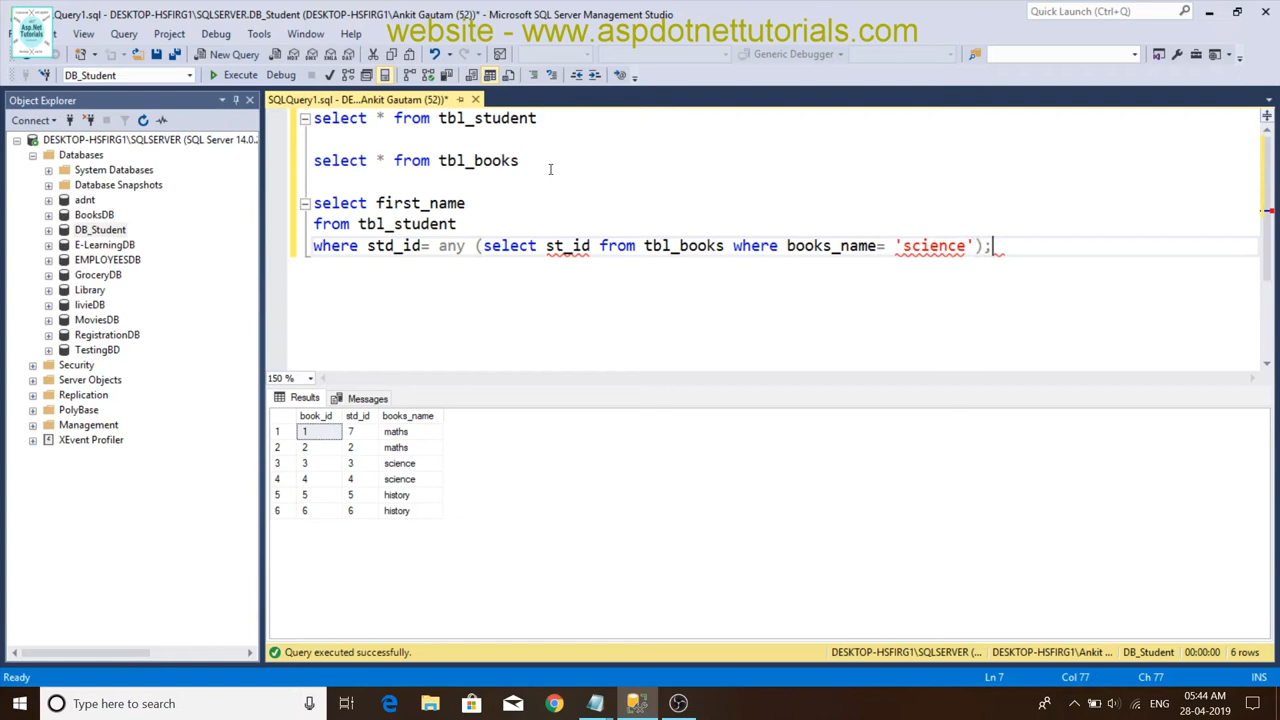 Query1.sql - DESKTOP-HSFIRG1\SQLSERVER.DB_Student (DESKTOP-HSFIRG1\Ankit Gautam (52))* - Microsoft SQL Server Management Studio
Quick Launch (Ctrl+Q)
Asp.Net
Tutorials
website - www.aspdotnettutorials.com
Query Project Debug Tools Window Help
New Query
Generic Debugger
DB_Student
Execute Debug
Object Explorer
SQLQuery1.sql - DE...Ankit Gautam (52))*
Connect
DESKTOP-HSFIRG1\SQLSERVER (SQL Server 14.0.
Databases
System Databases
Database Snapshots
adnt
BooksDB
DB_Student
E-LearningDB
EMPLOYEESDB
GroceryDB
Library
livieDB
MoviesDB
RegistrationDB
TestingBD
Security
Server Objects
Replication
PolyBase
Management
XEvent Profiler
select * from tbl_student
select * from tbl_books
select first_name
from tbl_student
where std_id= any (select st_id from tbl_books where books_name= 'science');
150 %
Results Messages
book_id std_id books_name
1 1 7 maths
2 2 2 maths
3 3 3 science
4 4 4 science
5 5 5 history
6 6 6 history
Query executed successfully.
DESKTOP-HSFIRG1\SQLSERVER (... DESKTOP-HSFIRG1\Ankit ... DB_Student 00:00:00 6 rows
Ready
Ln 7 Col 77 Ch 77 INS
Type here to search
ENG
05:44 AM
28-04-2019